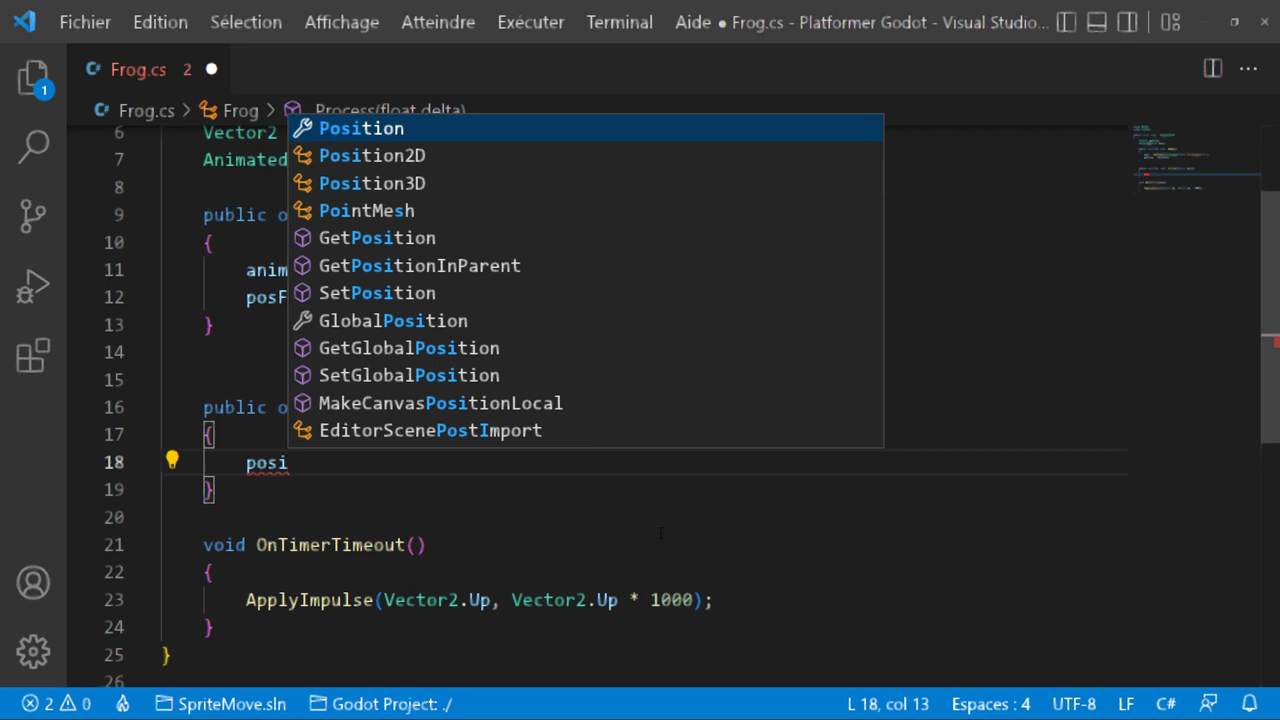 Fichier Edition Sélection Affichage Atteindre Exécuter Terminal Aide ● Frog.cs - Platformer Godot - Visual Studio...
Frog.cs 2
1
Frog.cs > Frog > _Process(float delta)
6 Vector2
7 Animated
8
9 public o
10 {
11 anim
12 posF
13 }
14
15
16 public o
17 {
18 posi
19 }
20
21 void OnTimerTimeout()
22 {
23 ApplyImpulse(Vector2.Up, Vector2.Up * 1000);
24 }
25 }
26
Position
Position2D
Position3D
PointMesh
GetPosition
GetPositionInParent
SetPosition
GlobalPosition
GetGlobalPosition
SetGlobalPosition
MakeCanvasPositionLocal
EditorScenePostImport
2 0 SpriteMove.sln Godot Project: ./ L 18, col 13 Espaces : 4 UTF-8 LF C#